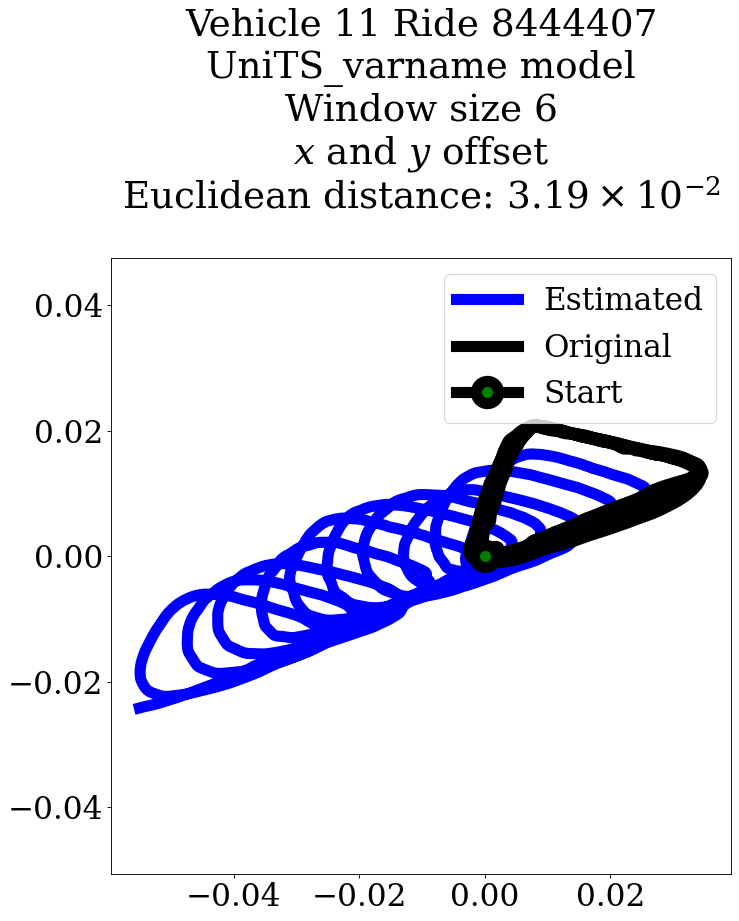 Vehicle 11 Ride 8444407
UniTS_varname model
Window size 6
x and y offset
Euclidean distance: 3.19 × 10⁻²
Estimated
Original
Start
0.04
0.02
0.00
−0.02
−0.04
−0.04 −0.02 0.00 0.02